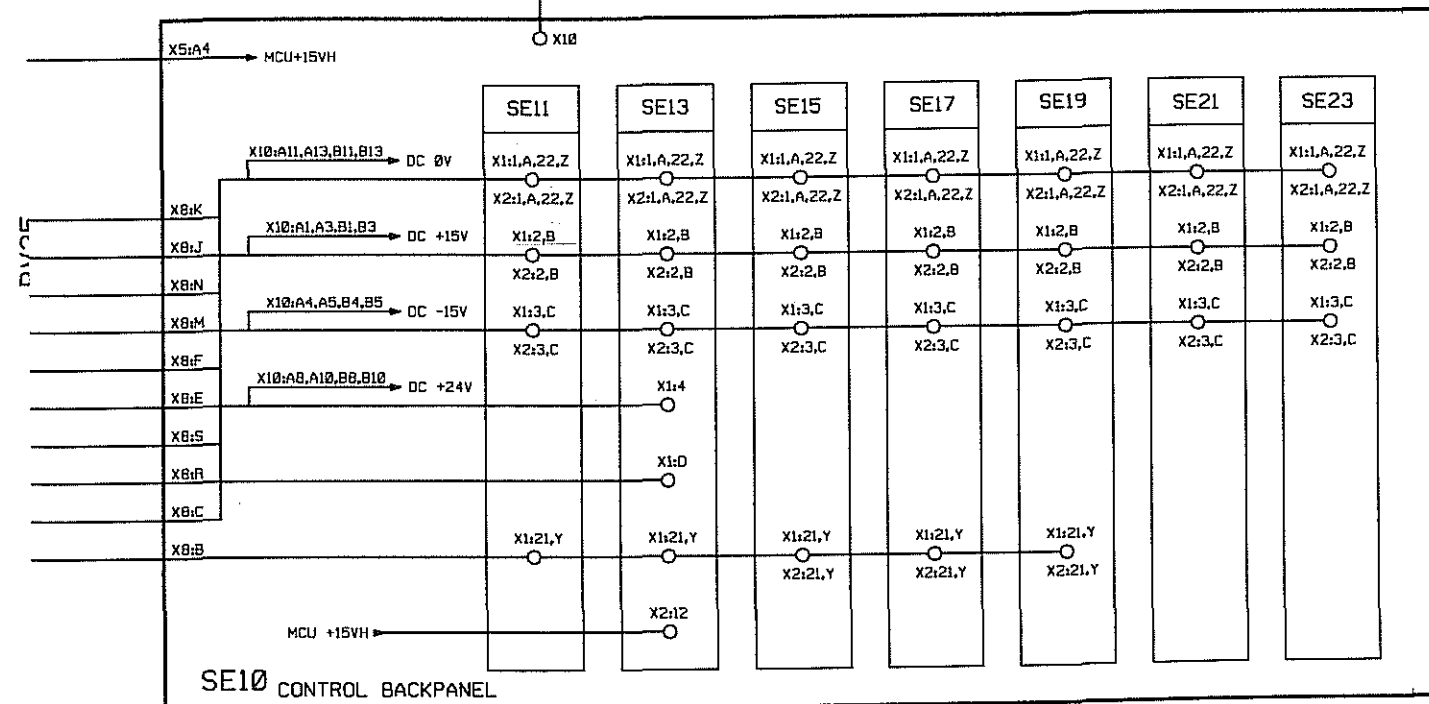 X10
X5:A4
MCU+15VH
SE11 SE13 SE15 SE17 SE19 SE21 SE23
X10:A11,A13,B11,B13 DC 0V
X1:1,A,22,Z X1:1,A,22,Z X1:1,A,22,Z X1:1,A,22,Z X1:1,A,22,Z X1:1,A,22,Z X1:1,A,22,Z
X2:1,A,22,Z X2:1,A,22,Z X2:1,A,22,Z X2:1,A,22,Z X2:1,A,22,Z X2:1,A,22,Z X2:1,A,22,Z
X8:K
X10:A1,A3,B1,B3 DC +15V
X1:2,B X1:2,B X1:2,B X1:2,B X1:2,B X1:2,B X1:2,B
X8:J
X2:2,B X2:2,B X2:2,B X2:2,B X2:2,B X2:2,B X2:2,B
X8:N
X10:A4,A5,B4,B5 DC -15V
X1:3,C X1:3,C X1:3,C X1:3,C X1:3,C X1:3,C X1:3,C
X8:M
X2:3,C X2:3,C X2:3,C X2:3,C X2:3,C X2:3,C X2:3,C
X8:F
X10:A8,A10,B8,B10 DC +24V
X1:4
X8:E
X8:S
X1:D
X8:R
X8:C
X1:21,Y X1:21,Y X1:21,Y X1:21,Y X1:21,Y
X8:B
X2:21,Y X2:21,Y X2:21,Y
X2:12
MCU +15VH
SE10 CONTROL BACKPANEL